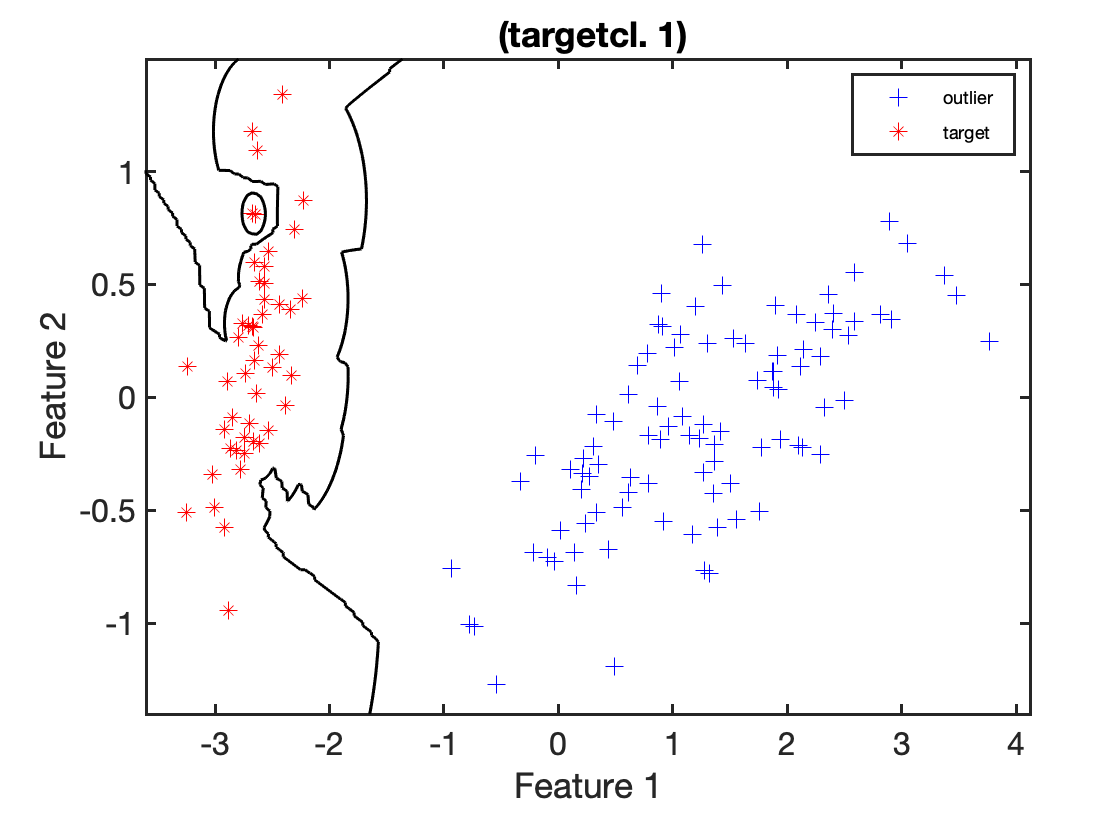 (targetcl. 1)
outlier
target
1
0.5
0
-0.5
-1
Feature 2
-3 -2 -1 0 1 2 3 4
Feature 1